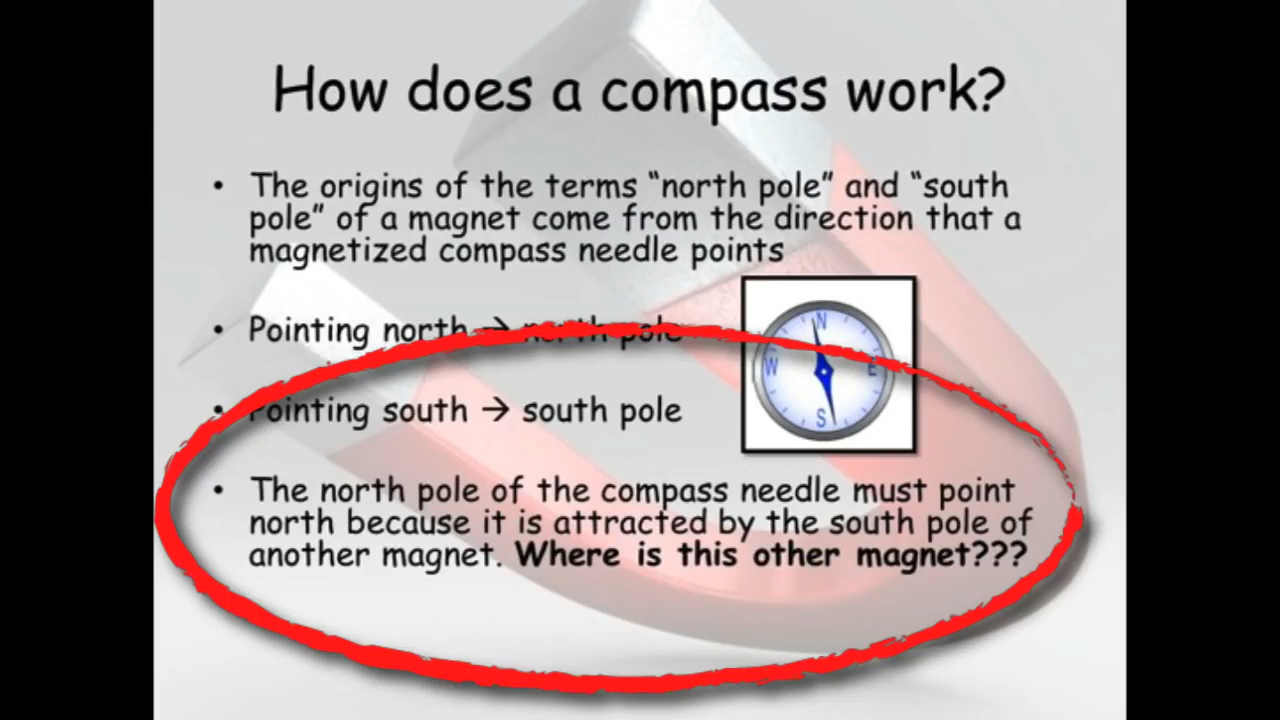 How does a compass work?
• The origins of the terms “north pole” and “south
pole” of a magnet come from the direction that a
magnetized compass needle points
• Pointing north → north pole
• Pointing south → south pole
N
W E
S
• The north pole of the compass needle must point
north because it is attracted by the south pole of
another magnet. Where is this other magnet???